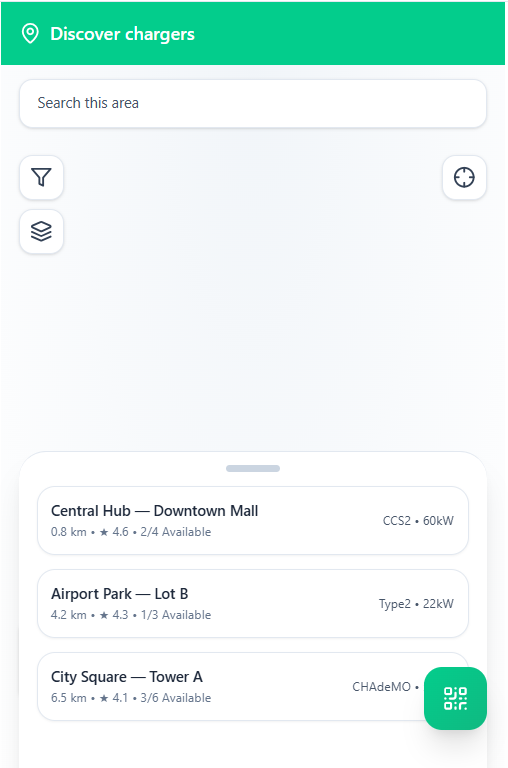 Discover chargers
Search this area
Central Hub — Downtown Mall
0.8 km • ★ 4.6 • 2/4 Available
CCS2 • 60kW
Airport Park — Lot B
4.2 km • ★ 4.3 • 1/3 Available
Type2 • 22kW
City Square — Tower A
6.5 km • ★ 4.1 • 3/6 Available
CHAdeMO •